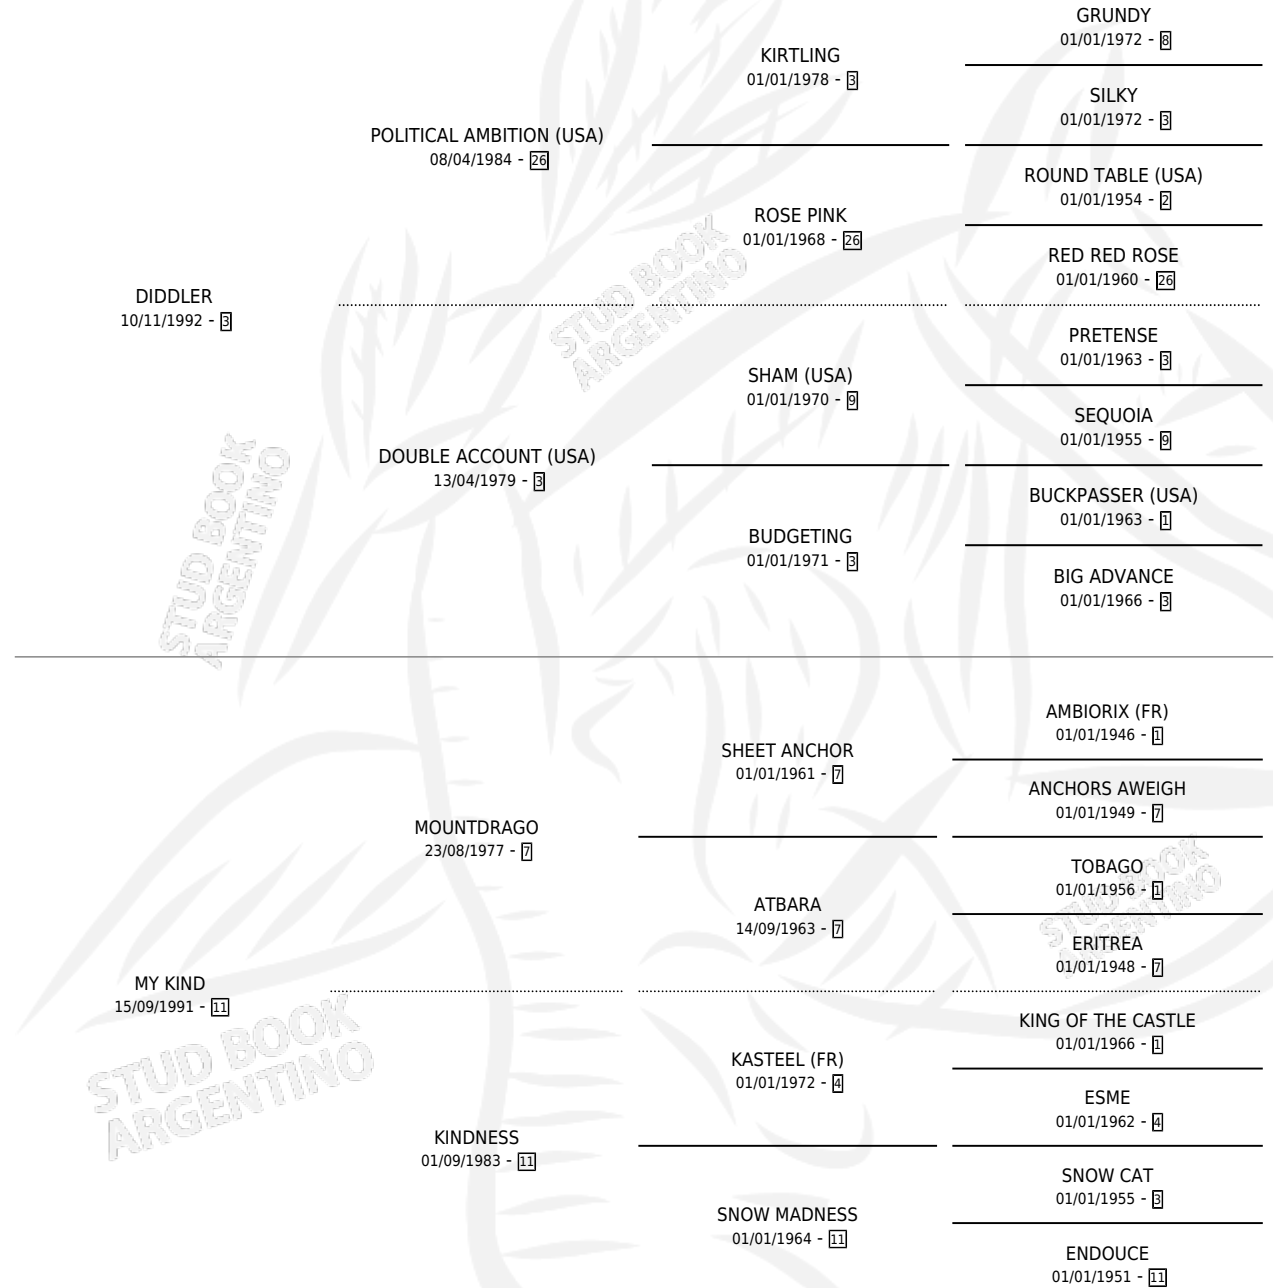 GRUNDY
01/01/1972 - 8
KIRTLING
01/01/1978 - 3
SILKY
01/01/1972 - 3
POLITICAL AMBITION (USA)
08/04/1984 - 26
ROUND TABLE (USA)
01/01/1954 - 2
ROSE PINK
01/01/1968 - 26
RED RED ROSE
01/01/1960 - 26
DIDDLER
10/11/1992 - 3
PRETENSE
01/01/1963 - 3
SHAM (USA)
01/01/1970 - 9
SEQUOIA
01/01/1955 - 9
DOUBLE ACCOUNT (USA)
13/04/1979 - 3
BUCKPASSER (USA)
01/01/1963 - 1
BUDGETING
01/01/1971 - 3
BIG ADVANCE
01/01/1966 - 3
AMBIORIX (FR)
01/01/1946 - 1
SHEET ANCHOR
01/01/1961 - 7
ANCHORS AWEIGH
01/01/1949 - 7
MOUNTDRAGO
23/08/1977 - 7
TOBAGO
01/01/1956 - 1
ATBARA
14/09/1963 - 7
ERITREA
01/01/1948 - 7
MY KIND
15/09/1991 - 11
KING OF THE CASTLE
01/01/1966 - 1
KASTEEL (FR)
01/01/1972 - 4
ESME
01/01/1962 - 4
KINDNESS
01/09/1983 - 11
SNOW CAT
01/01/1955 - 3
SNOW MADNESS
01/01/1964 - 11
ENDOUCE
01/01/1951 - 11
STUD BOOK
ARGENTINO
STUD BOOK
ARGENTINO
STUD BOOK
ARGENTINO
STUD BOOK
ARGENTINO